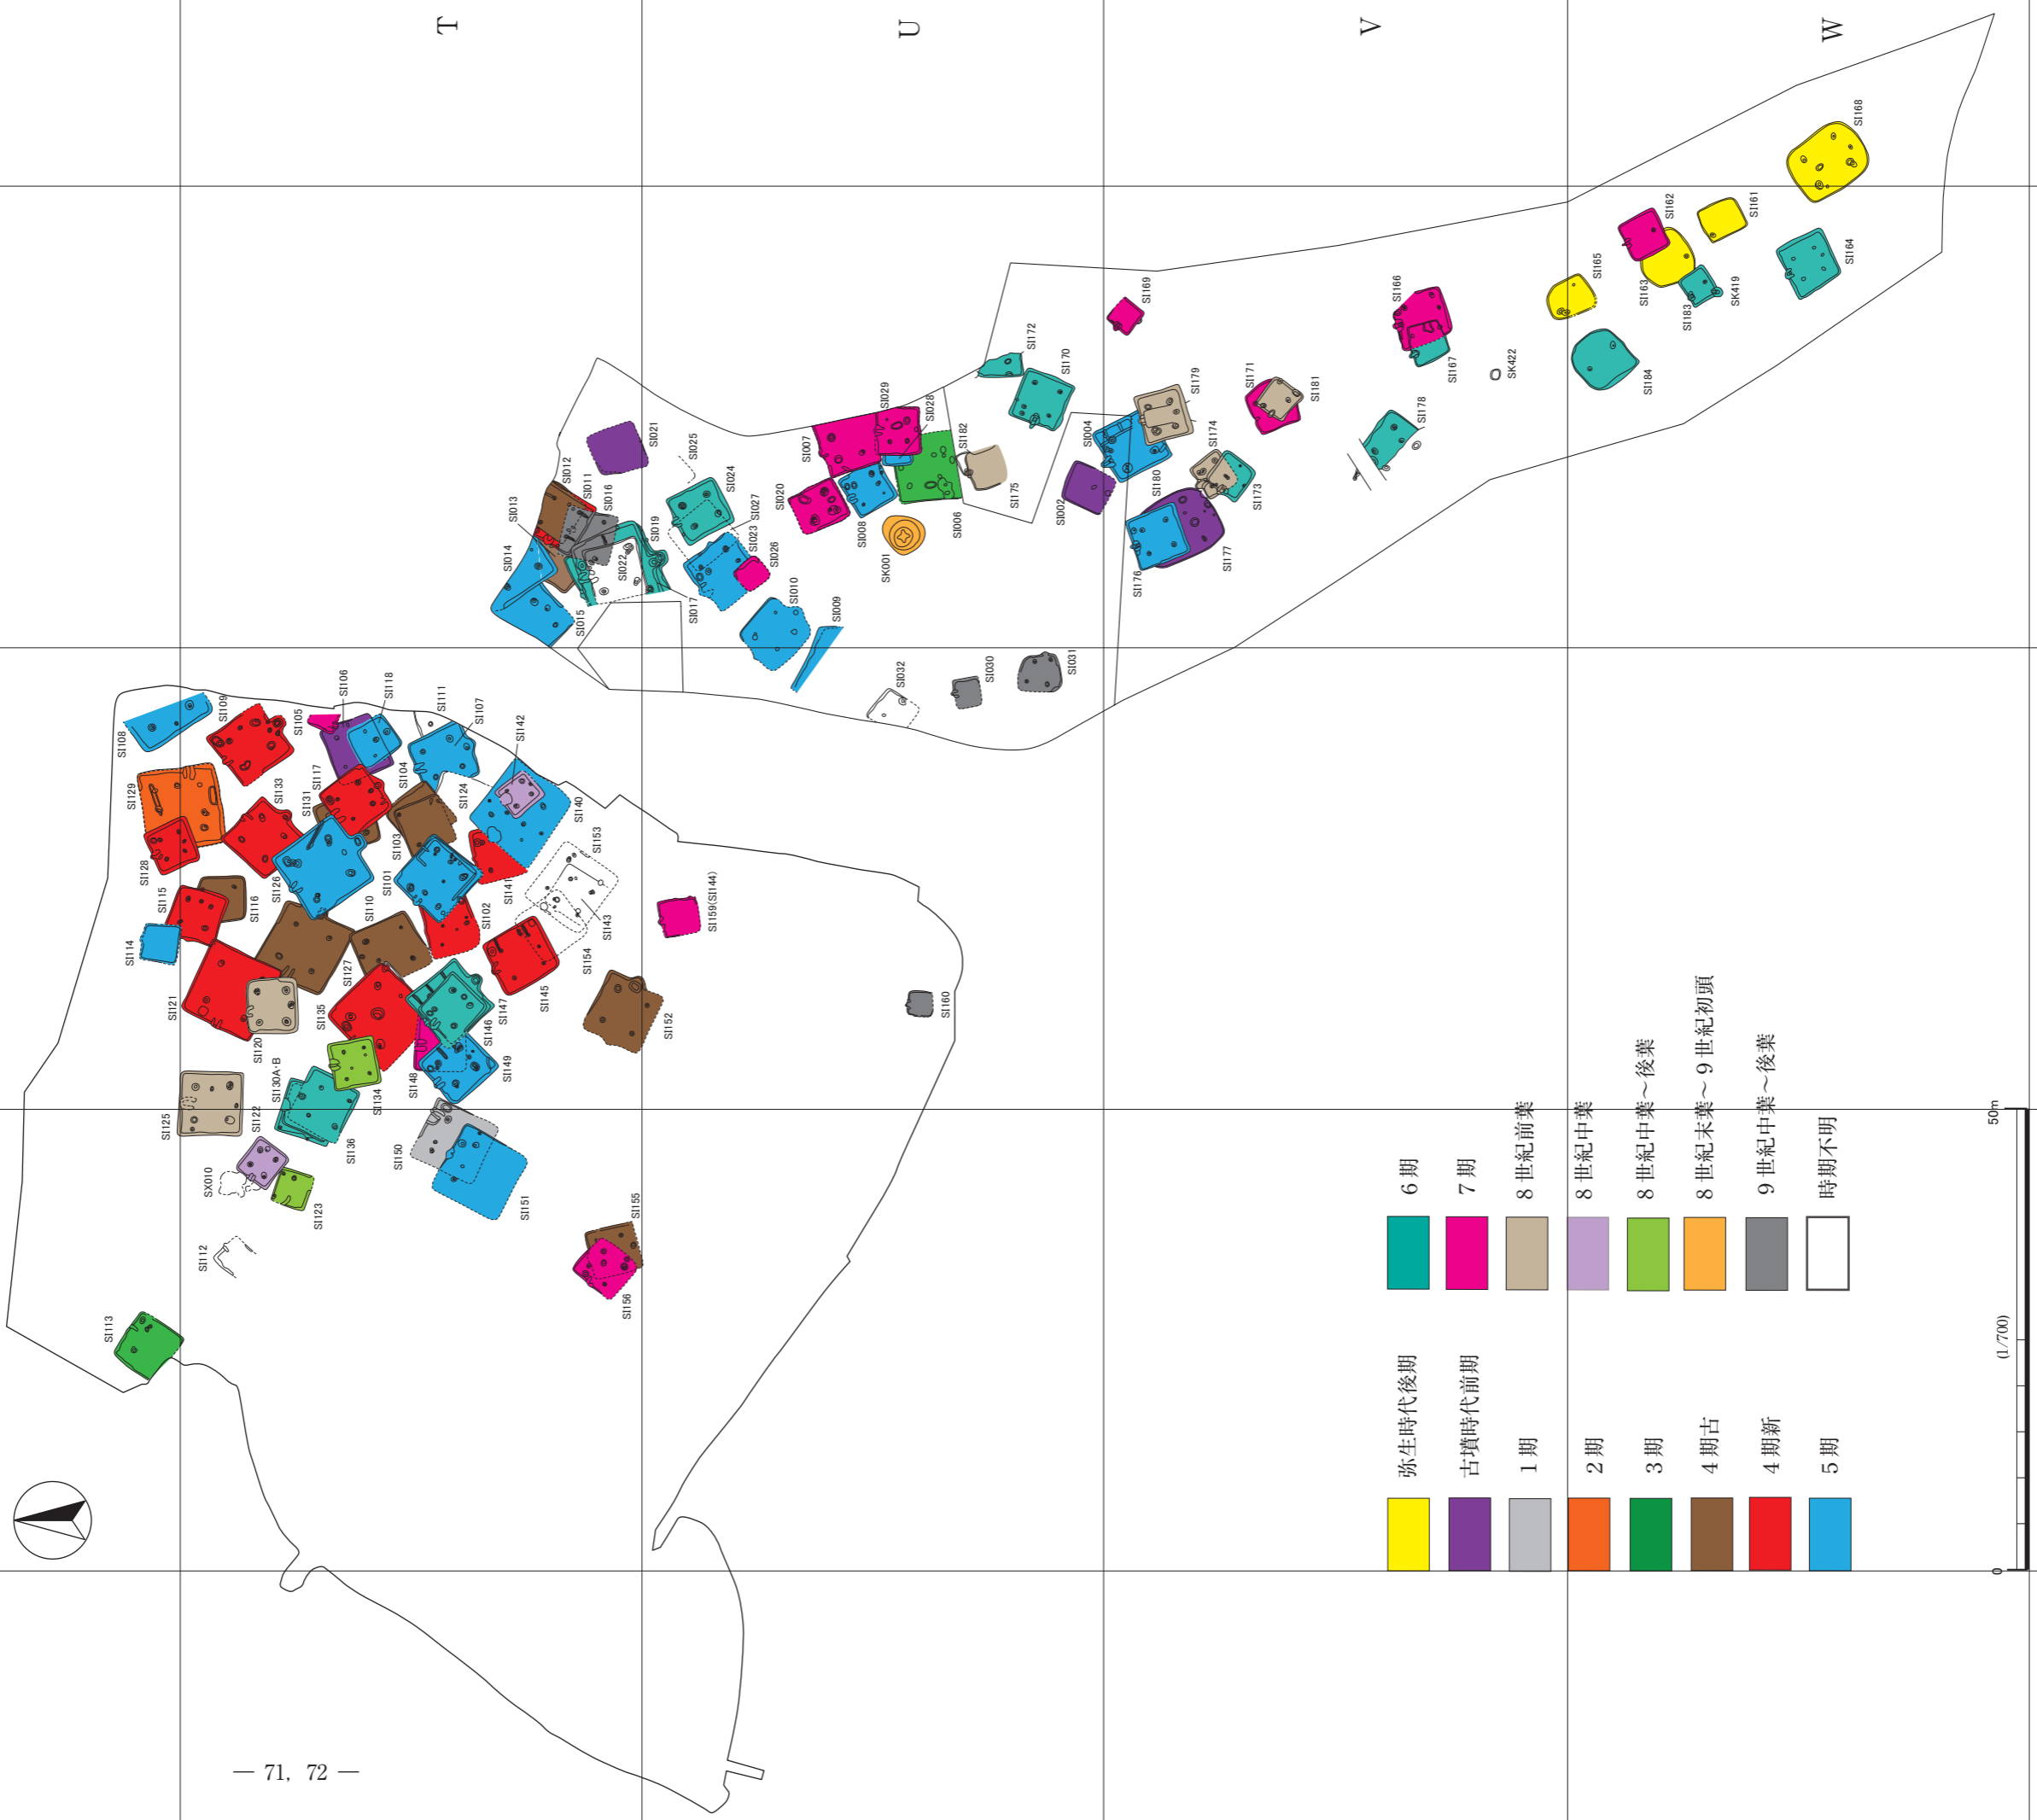 T
U
V
W
SI108
SI109
SI105
SI106
SI118
SI111
SI107
SI142
SI129
SI133
SI117
SI131
SI104
SI124
SI140
SI128
SI103
SI153
SI115
SI116
SI126
SI101
SI141
SI114
SI110
SI102
SI143
SI159(SI144)
SI121
SI127
SI154
SI120
SI135
SI145
SI147
SI146
SI152
SI160
SI125
SI122
SI130A・B
SI134
SI148
SI149
SI136
SI150
SX010
SI123
SI151
SI112
SI155
SI156
SI113
SI013
SI012
SI011
SI016
SI021
SI014
SI015
SI022
SI019
SI017
SI025
SI024
SI027
SI023
SI026
SI010
SI009
SI007
SI020
SI008
SI029
SI028
SI182
SI006
SK001
SI175
SI172
SI170
SI032
SI030
SI031
SI169
SI004
SI002
SI179
SI180
SI174
SI173
SI171
SI181
SI176
SI177
SI166
SI167
SK422
SI178
SI165
SI184
SI162
SI163
SI161
SI183
SK419
SI168
SI164
弥生時代後期
古墳時代前期
1期
2期
3期
4期古
4期新
5期
6期
7期
8世紀前葉
8世紀中葉
8世紀中葉～後葉
8世紀末葉～9世紀初頭
9世紀中葉～後葉
時期不明
0
(1/700)
50m
— 71, 72 —